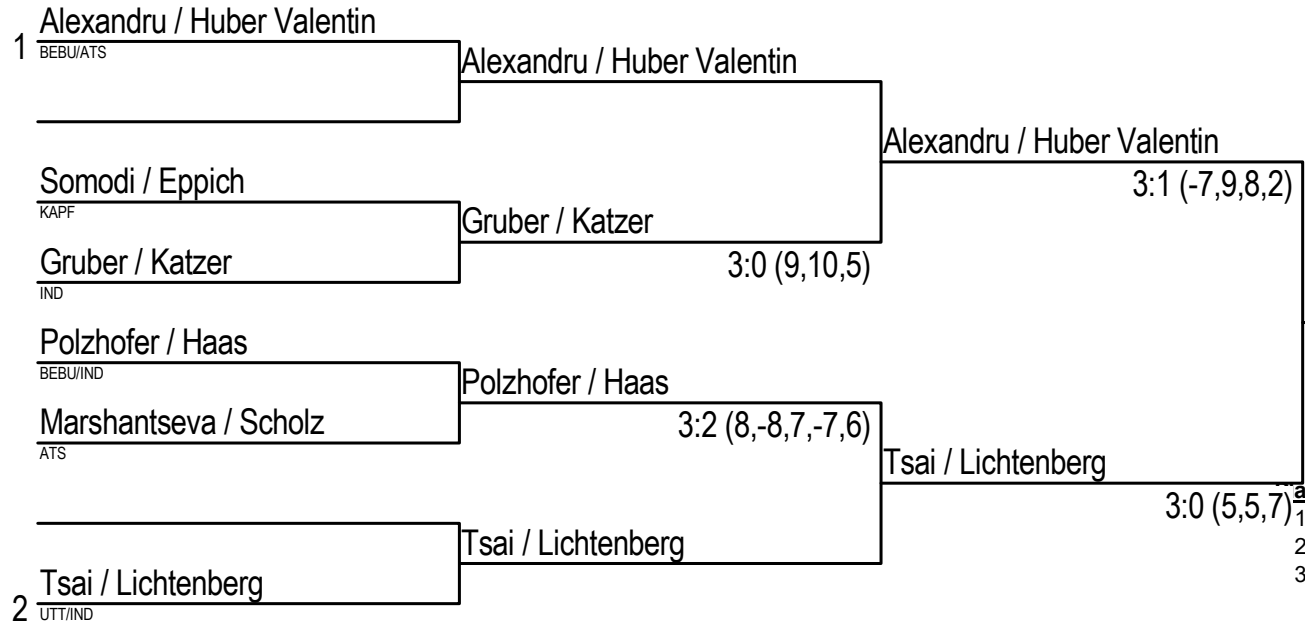 Alexandru / Huber Valentin
1 BEBU/ATS
Alexandru / Huber Valentin
Alexandru / Huber Valentin
3:1 (-7,9,8,2)
Somodi / Eppich
KAPF
Gruber / Katzer
3:0 (9,10,5)
Gruber / Katzer
IND
Polzhofer / Haas
BEBU/IND
Polzhofer / Haas
3:2 (8,-8,7,-7,6)
Marshantseva / Scholz
ATS
Tsai / Lichtenberg
3:0 (5,5,7)
1
2
3
Tsai / Lichtenberg
Tsai / Lichtenberg
2 UTT/IND